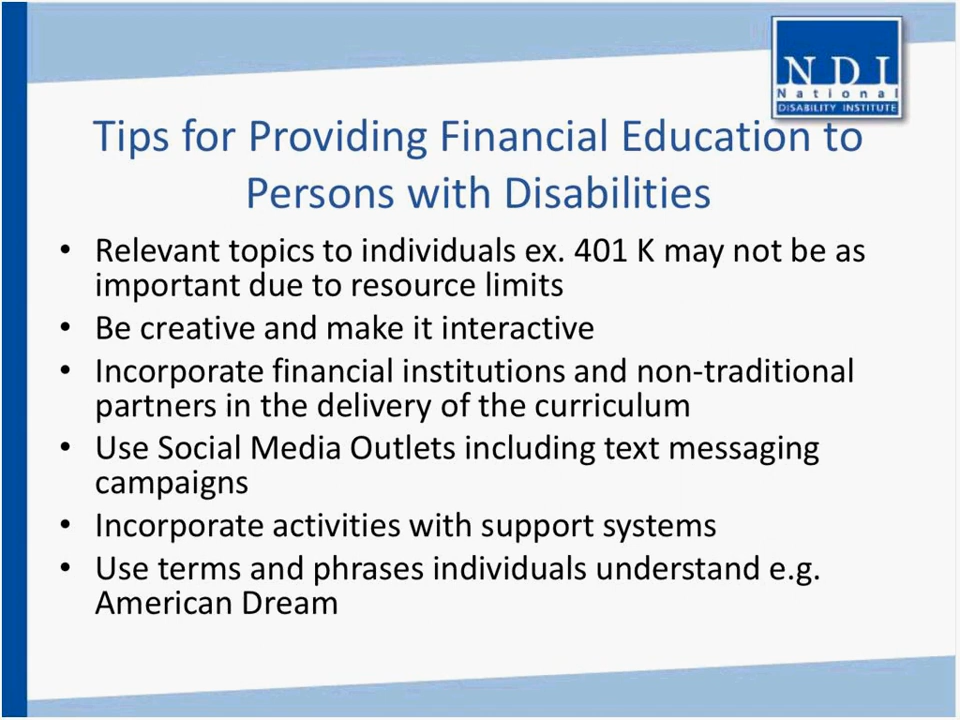 NDI
National
DISABILITY INSTITUTE
Tips for Providing Financial Education to
Persons with Disabilities
• Relevant topics to individuals ex. 401 K may not be as
important due to resource limits
• Be creative and make it interactive
• Incorporate financial institutions and non-traditional
partners in the delivery of the curriculum
• Use Social Media Outlets including text messaging
campaigns
• Incorporate activities with support systems
• Use terms and phrases individuals understand e.g.
American Dream